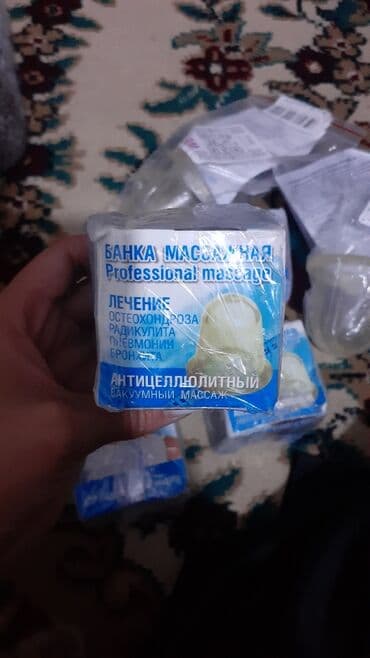 БАНКА МАССАЖНАЯ
Professional massage
ЛЕЧЕНИЕ
ОСТЕОХОНДРОЗА
РАДИКУЛИТА
ПНЕВМОНИИ
БРОНХИТА
АНТИЦЕЛЛЮЛИТНЫЙ
ВАКУУМНЫЙ МАССАЖ